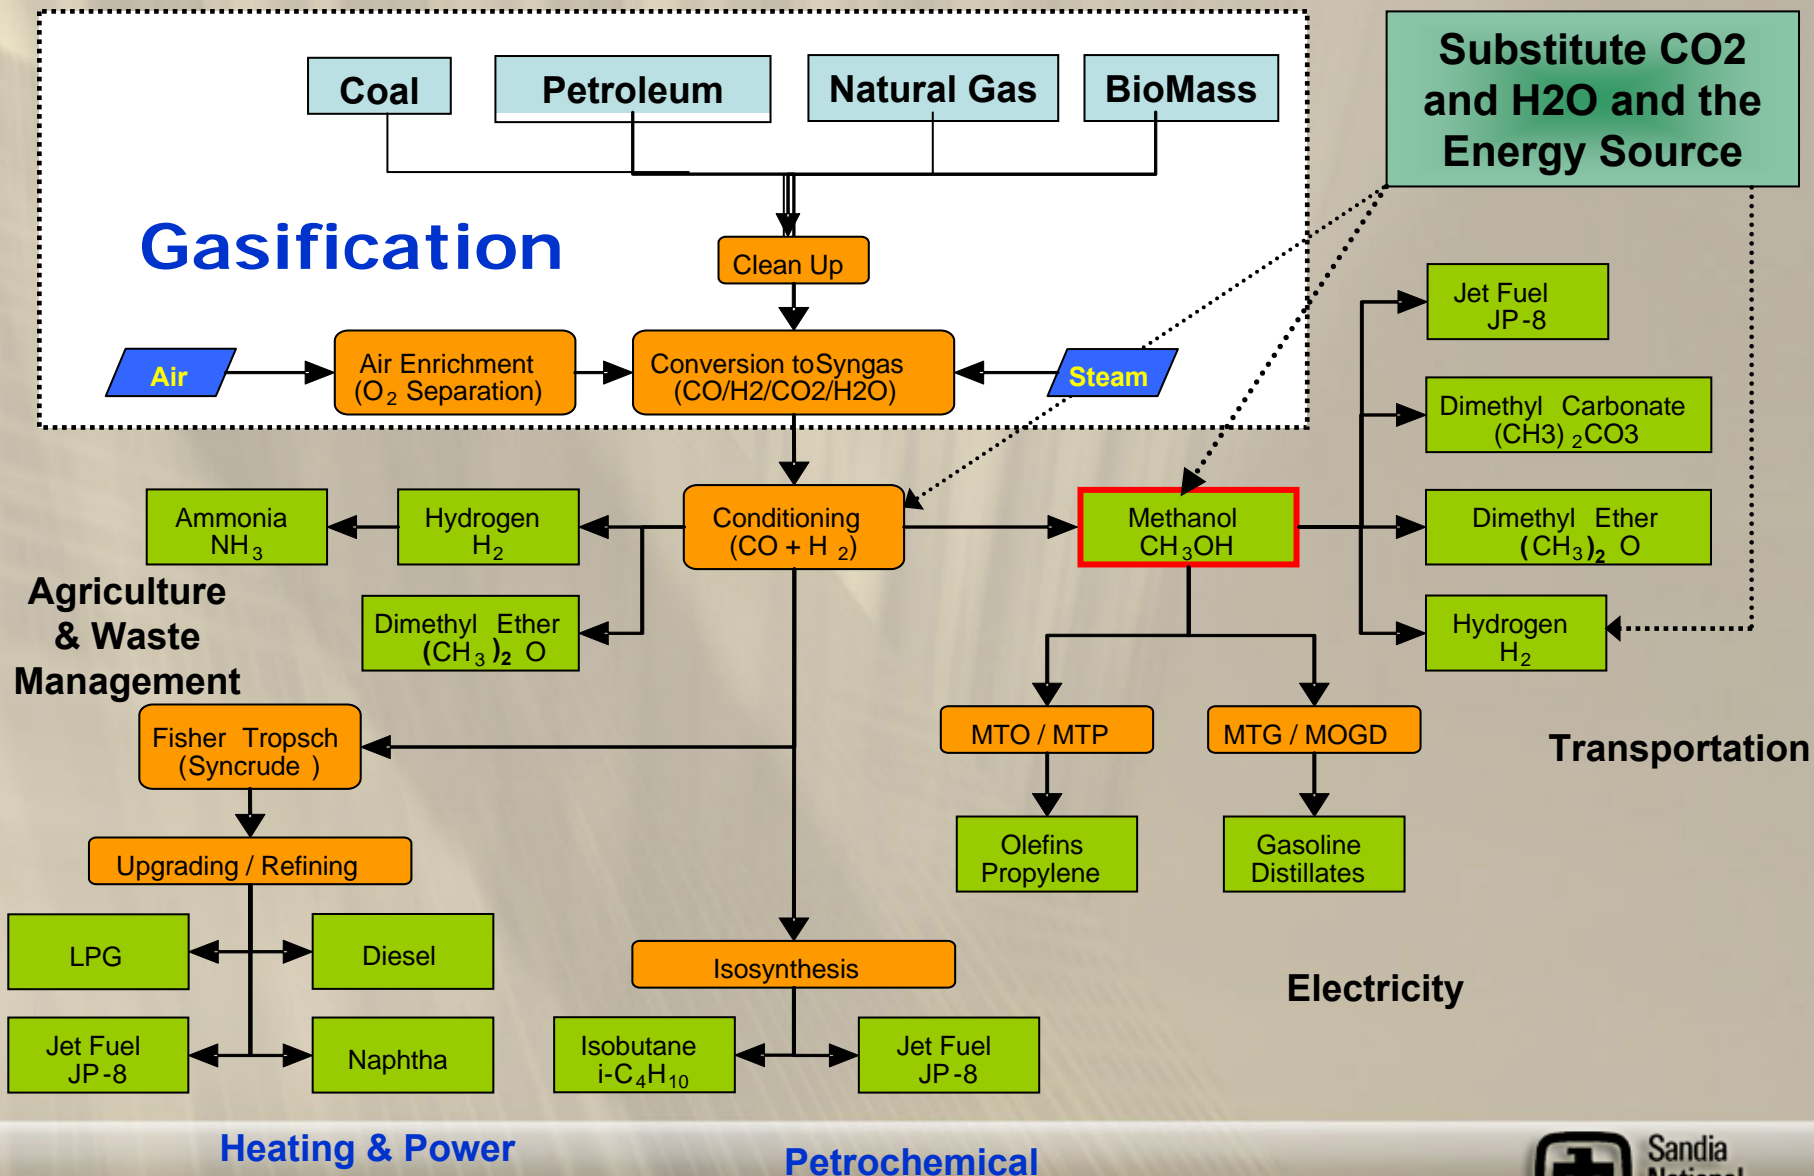 Coal
Petroleum
Natural Gas
BioMass
Substitute CO2
and H2O and the
Energy Source
Gasification
Clean Up
Air
Air Enrichment
(O2 Separation)
Conversion toSyngas
(CO/H2/CO2/H2O)
Steam
Jet Fuel
JP-8
Dimethyl Carbonate
(CH3) 2CO3
Ammonia
NH3
Hydrogen
H2
Conditioning
(CO + H 2)
Methanol
CH3OH
Dimethyl Ether
(CH3)2 O
Agriculture
& Waste
Management
Dimethyl Ether
(CH3)2 O
Hydrogen
H2
Fisher Tropsch
(Syncrude )
MTO / MTP
MTG / MOGD
Transportation
Upgrading / Refining
Olefins
Propylene
Gasoline
Distillates
LPG
Diesel
Isosynthesis
Electricity
Jet Fuel
JP-8
Naphtha
Isobutane
i-C4H10
Jet Fuel
JP-8
Heating & Power
Petrochemical
Sandia
National